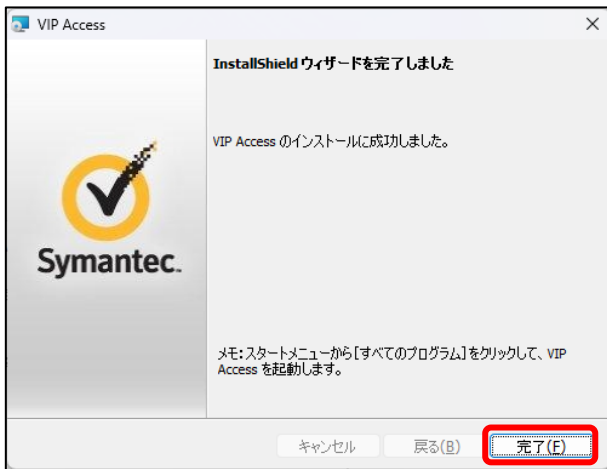 VIP Access
InstallShield ウィザードを完了しました
VIP Access のインストールに成功しました。
Symantec.
メモ: スタートメニューから[すべてのプログラム]をクリックして、VIP
Access を起動します。
キャンセル 戻る(B) 完了(F)